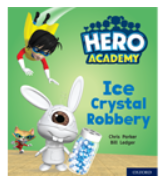 HERO
ACADEMY
Ice
Crystal
Robbery
Chris Parker
Bill Ledger
OXFORD